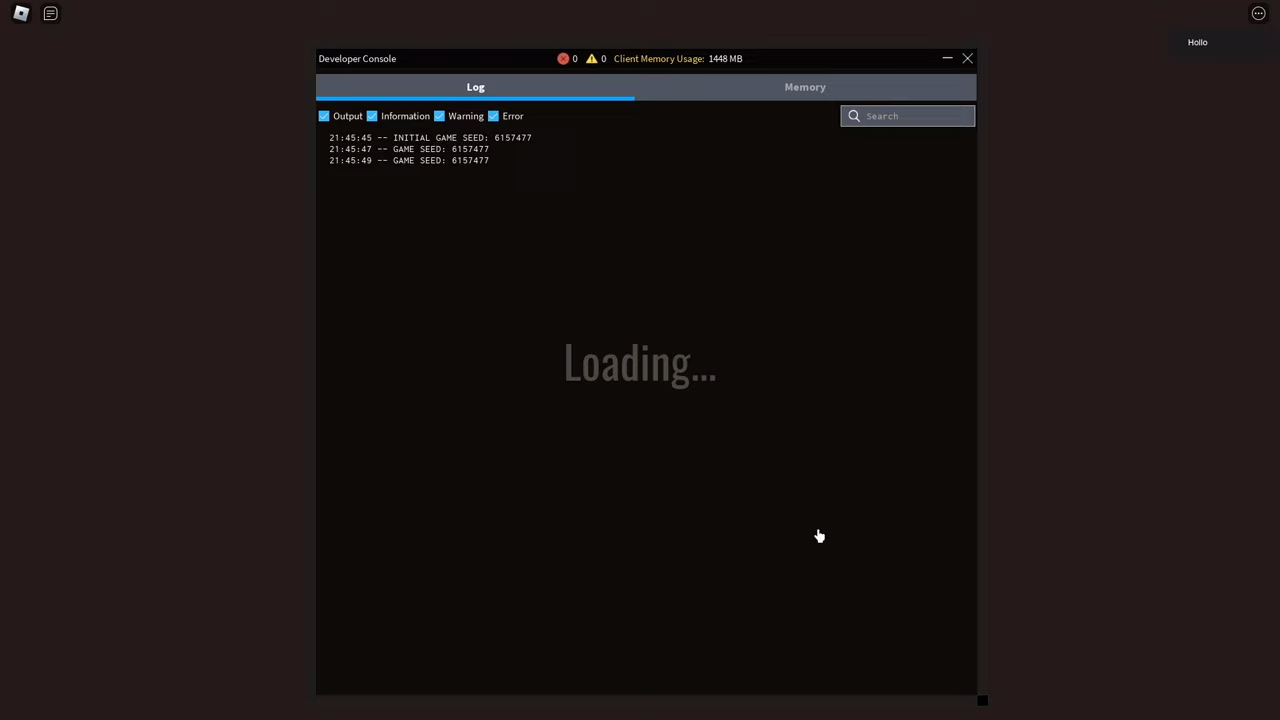 Hollo
Developer Console 0 0 Client Memory Usage: 1448 MB
Log Memory
Output Information Warning Error Search
21:45:45 -- INITIAL GAME SEED: 6157477
21:45:47 -- GAME SEED: 6157477
21:45:49 -- GAME SEED: 6157477
Loading...